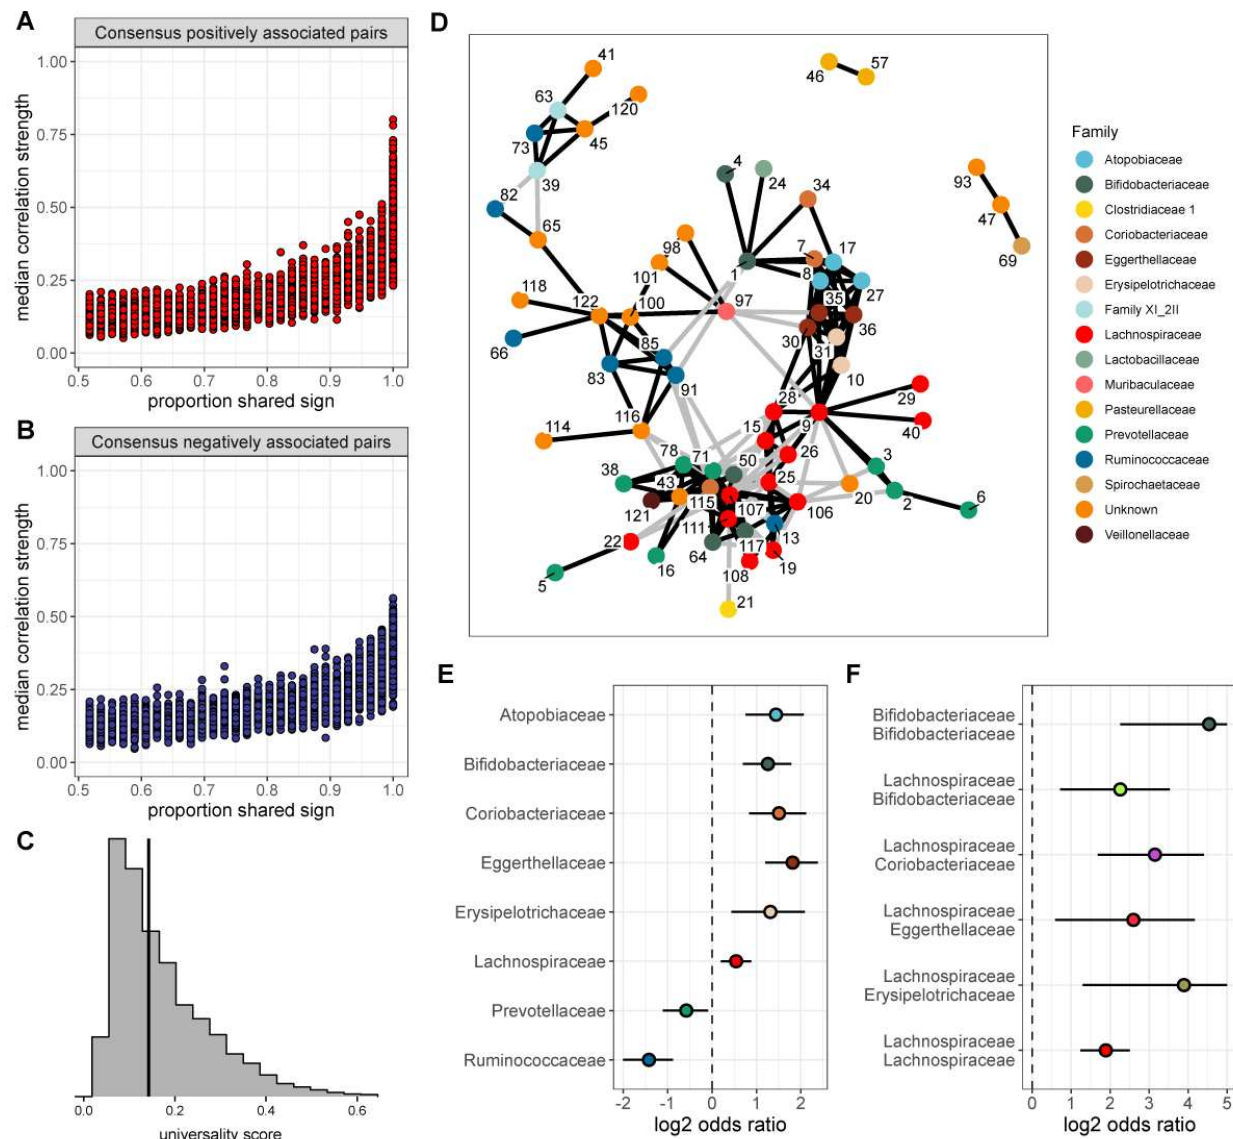 A
Consensus positively associated pairs
1.00
0.75
0.50
0.25
0.00
median correlation strength
0.5 0.6 0.7 0.8 0.9 1.0
proportion shared sign
B
Consensus negatively associated pairs
1.00
0.75
0.50
0.25
0.00
median correlation strength
0.5 0.6 0.7 0.8 0.9 1.0
proportion shared sign
C
0.0 0.2 0.4 0.6
universality score
D
41
46
57
63
120
73
45
4
24
34
93
39
82
47
65
98
7
17
69
1
8
118
101
97
27
122
100
35
36
66
85
30
31
83
91
10
28
29
116
9
114
15
40
78
71
50
26
3
38
43
25
20
2
6
115
107
106
121
111
13
22
117
64
16
108
19
5
21
Family
Atopobiaceae
Bifidobacteriaceae
Clostridiaceae 1
Coriobacteriaceae
Eggerthellaceae
Erysipelotrichaceae
Family XI_2II
Lachnospiraceae
Lactobacillaceae
Muribaculaceae
Pasteurellaceae
Prevotellaceae
Ruminococcaceae
Spirochaetaceae
Unknown
Veillonellaceae
E
Atopobiaceae
Bifidobacteriaceae
Coriobacteriaceae
Eggerthellaceae
Erysipelotrichaceae
Lachnospiraceae
Prevotellaceae
Ruminococcaceae
-2 -1 0 1 2
log2 odds ratio
F
Bifidobacteriaceae
Bifidobacteriaceae
Lachnospiraceae
Bifidobacteriaceae
Lachnospiraceae
Coriobacteriaceae
Lachnospiraceae
Eggerthellaceae
Lachnospiraceae
Erysipelotrichaceae
Lachnospiraceae
Lachnospiraceae
0 1 2 3 4 5
log2 odds ratio